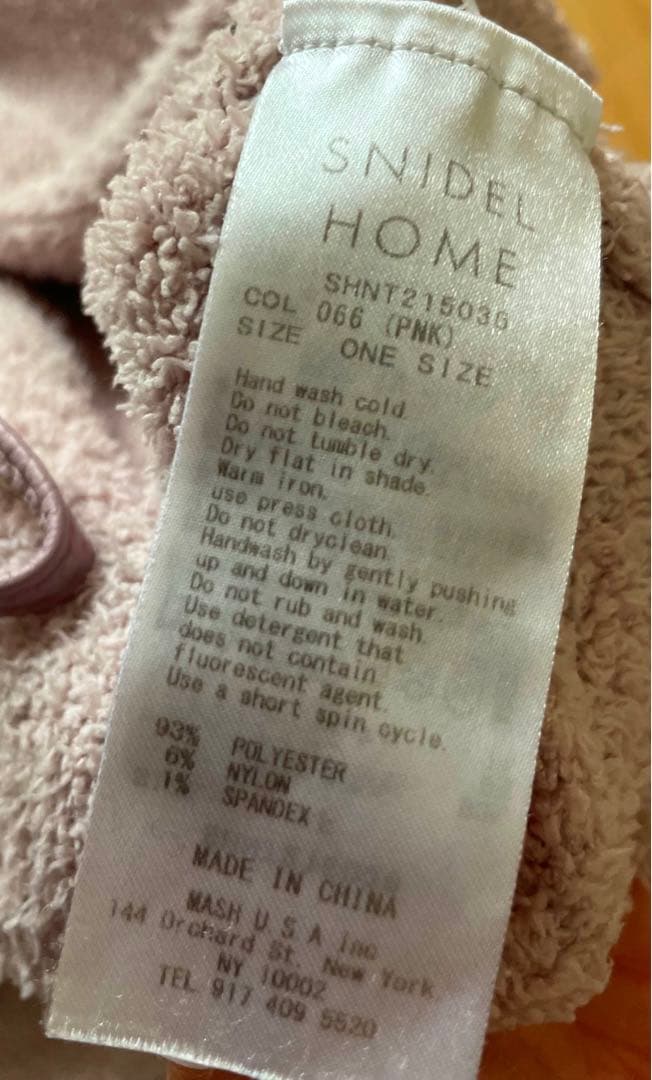 SNIDEL
HOME
SHNT215036
COL 066 (PNK)
SIZE ONE SIZE
Hand wash cold.
Do not bleach.
Do not tumble dry.
Dry flat in shade.
Warm iron.
use press cloth.
Do not dryclean.
Handwash by gently pushing
up and down in water.
Do not rub and wash.
Use detergent that
does not contain
fluorescent agent.
Use a short spin cycle.
93% POLYESTER
6% NYLON
1% SPANDEX
MADE IN CHINA
MASH U S A inc
144 Orchard St. New York
NY 10002
TEL 917 409 5520